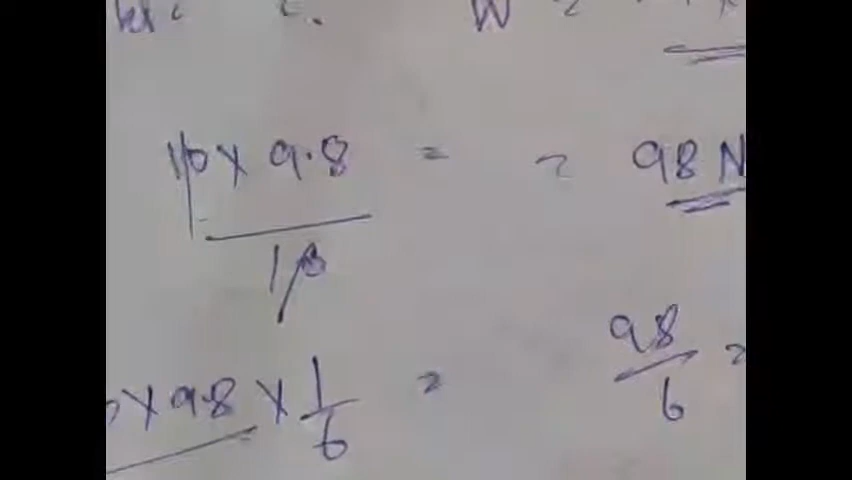 W =
10 x 9.8 = = 98 N
10
x 9.8 x 1/6 = 98/6 =